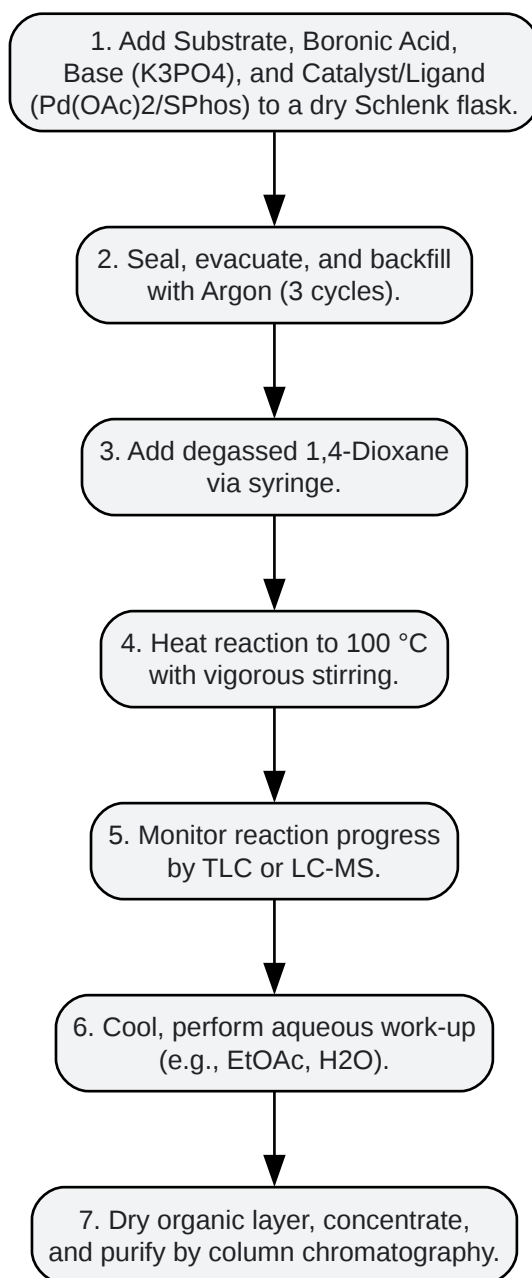 1. Add Substrate, Boronic Acid,
Base (K3PO4), and Catalyst/Ligand
(Pd(OAc)2/SPhos) to a dry Schlenk flask.
2. Seal, evacuate, and backfill
with Argon (3 cycles).
3. Add degassed 1,4-Dioxane
via syringe.
4. Heat reaction to 100 °C
with vigorous stirring.
5. Monitor reaction progress
by TLC or LC-MS.
6. Cool, perform aqueous work-up
(e.g., EtOAc, H2O).
7. Dry organic layer, concentrate,
and purify by column chromatography.